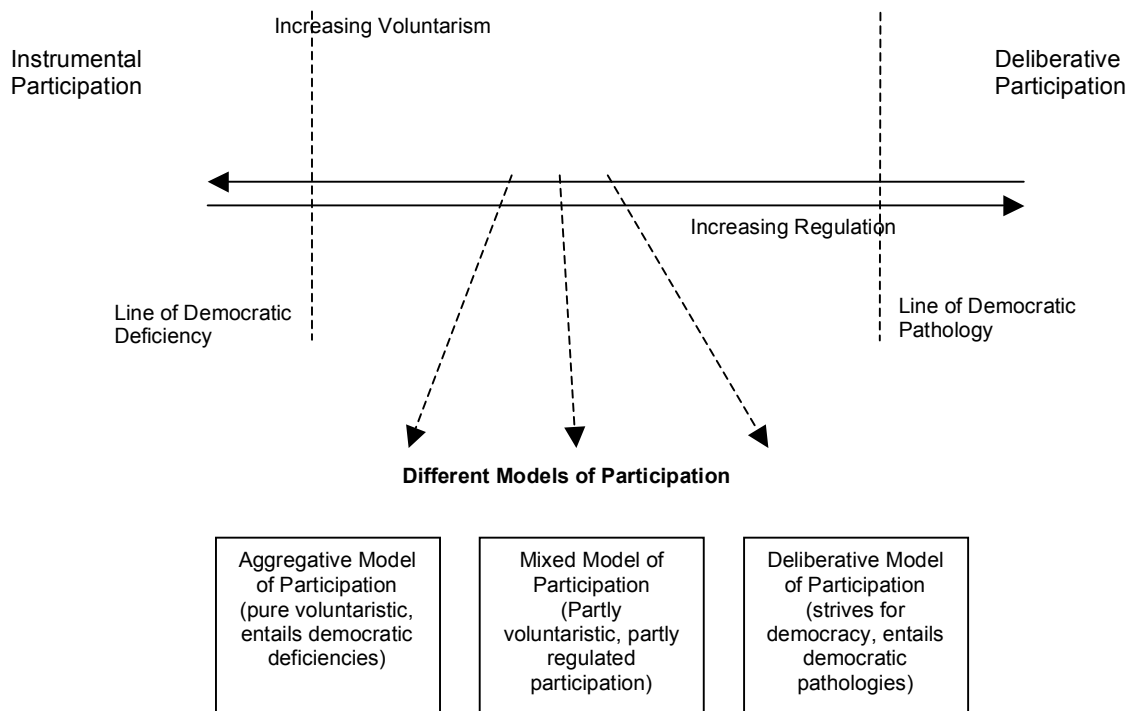 Increasing Voluntarism
Instrumental
Participation
Deliberative
Participation
Increasing Regulation
Line of Democratic
Deficiency
Line of Democratic
Pathology
Different Models of Participation
Aggregative Model
of Participation
(pure voluntaristic,
entails democratic
deficiencies)
Mixed Model of
Participation
(Partly
voluntaristic, partly
regulated
participation)
Deliberative Model
of Participation
(strives for
democracy, entails
democratic
pathologies)